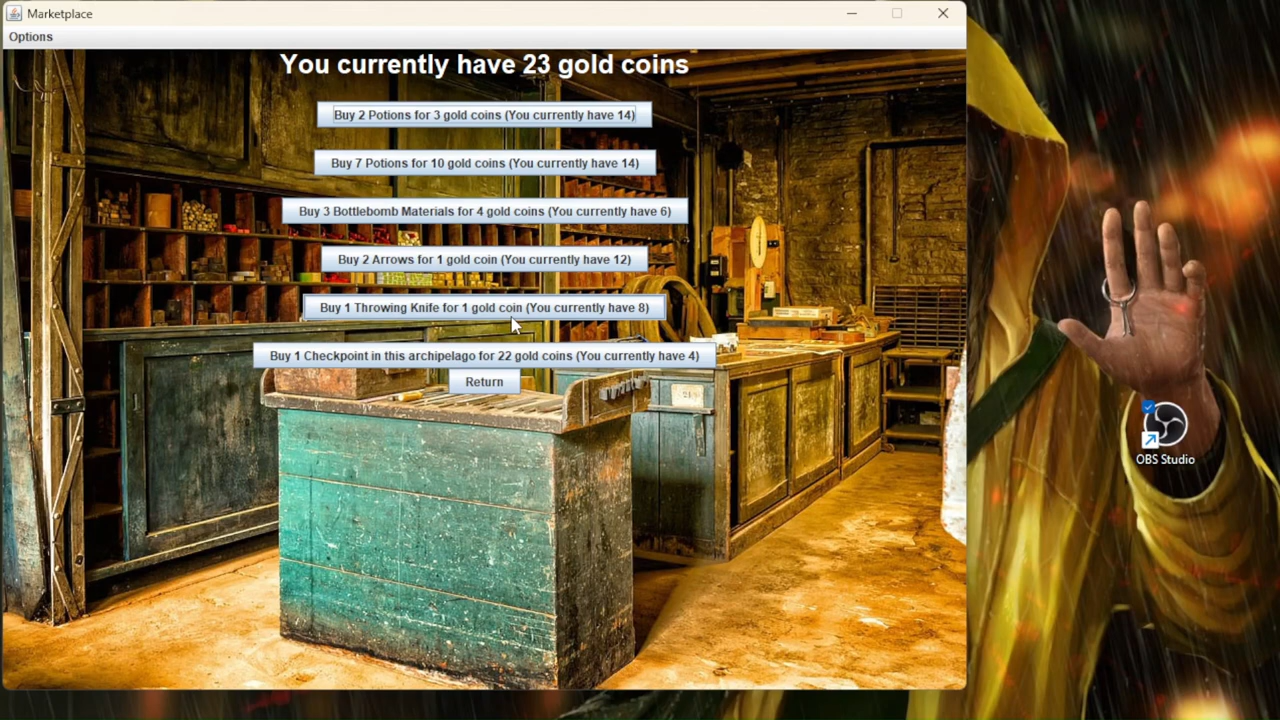 Marketplace
Options
You currently have 23 gold coins
Buy 2 Potions for 3 gold coins (You currently have 14)
Buy 7 Potions for 10 gold coins (You currently have 14)
Buy 3 Bottlebomb Materials for 4 gold coins (You currently have 6)
Buy 2 Arrows for 1 gold coin (You currently have 12)
Buy 1 Throwing Knife for 1 gold coin (You currently have 8)
Buy 1 Checkpoint in this archipelago for 22 gold coins (You currently have 4)
Return
OBS Studio